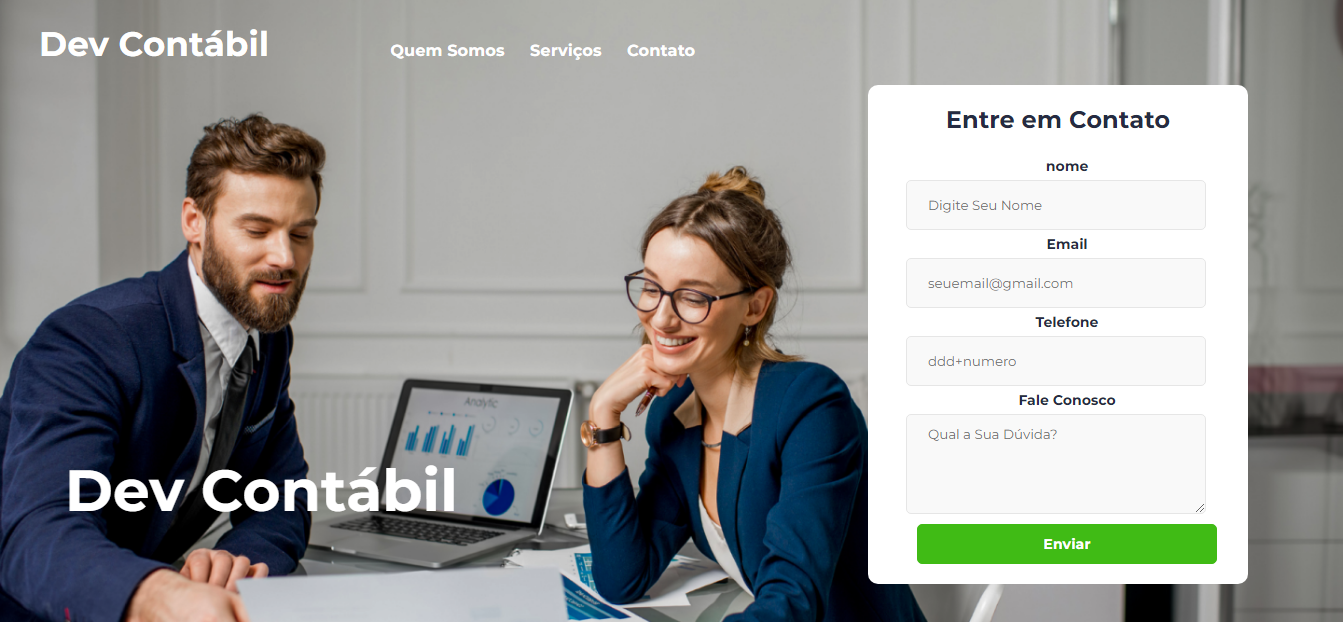 Dev Contábil
Quem Somos Serviços Contato
Entre em Contato
nome
Digite Seu Nome
Email
seuemail@gmail.com
Telefone
ddd+numero
Fale Conosco
Qual a Sua Dúvida?
Enviar
Analytic
Dev Contábil